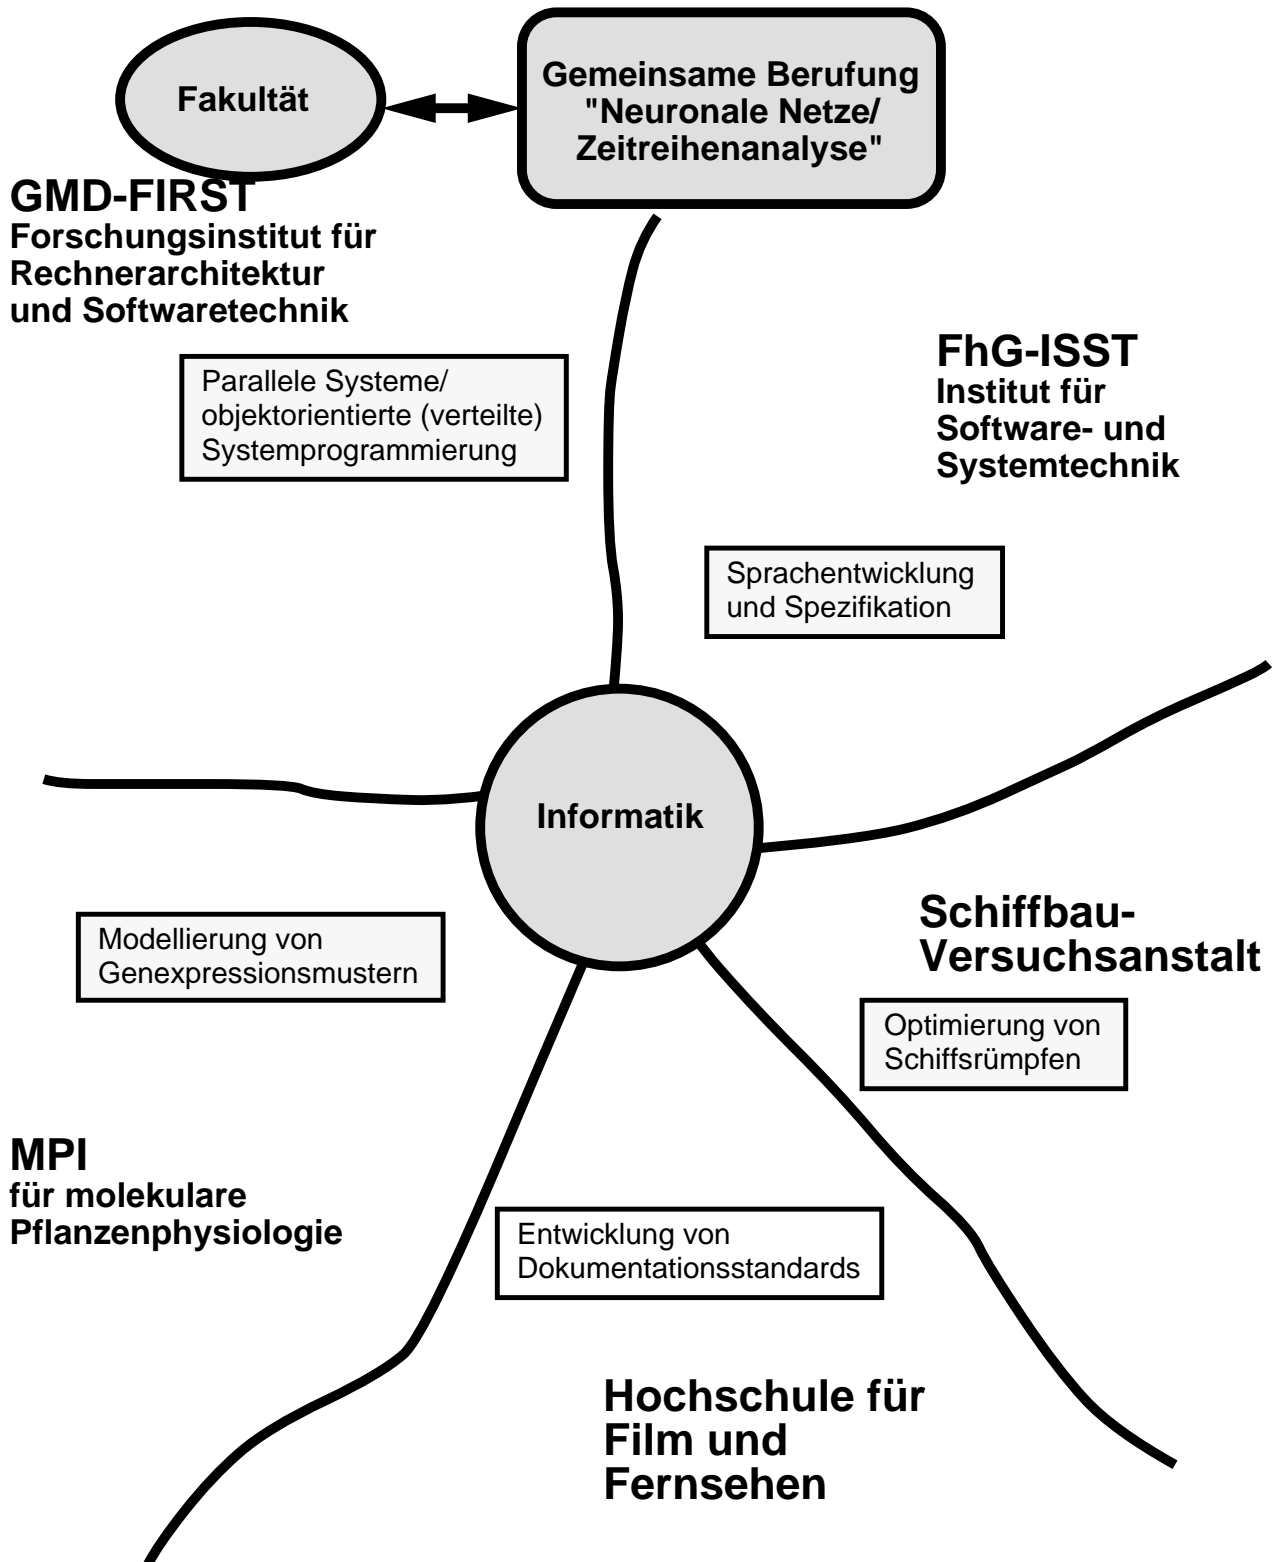 Fakultät
Gemeinsame Berufung
"Neuronale Netze/
Zeitreihenanalyse"
GMD-FIRST
Forschungsinstitut für
Rechnerarchitektur
und Softwaretechnik
Parallele Systeme/
objektorientierte (verteilte)
Systemprogrammierung
FhG-ISST
Institut für
Software- und
Systemtechnik
Sprachentwicklung
und Spezifikation
Informatik
Modellierung von
Genexpressionsmustern
Schiffbau-
Versuchsanstalt
Optimierung von
Schiffsrümpfen
MPI
für molekulare
Pflanzenphysiologie
Entwicklung von
Dokumentationsstandards
Hochschule für
Film und
Fernsehen